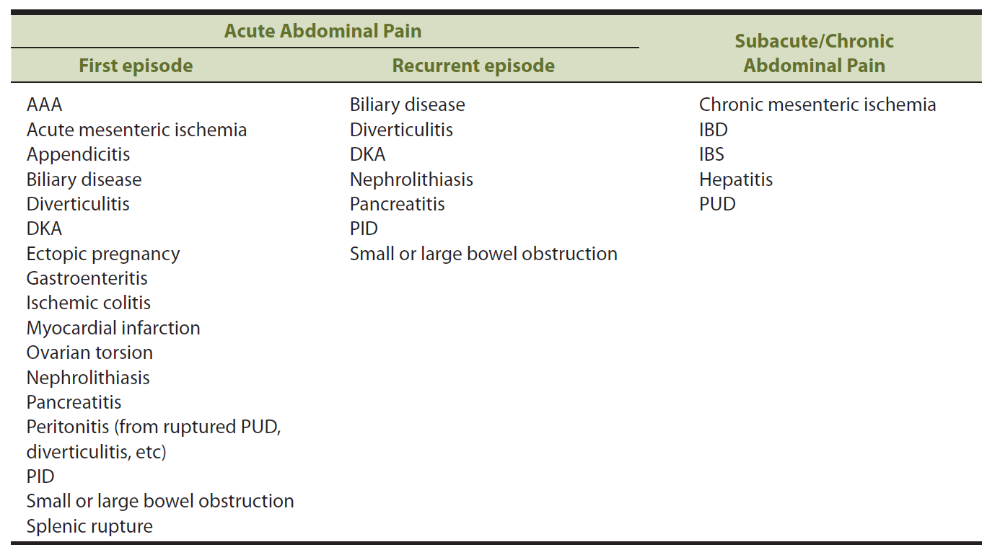 Acute Abdominal Pain
Subacute/Chronic
Abdominal Pain
First episode
Recurrent episode
AAA
Acute mesenteric ischemia
Appendicitis
Biliary disease
Diverticulitis
DKA
Ectopic pregnancy
Gastroenteritis
Ischemic colitis
Myocardial infarction
Ovarian torsion
Nephrolithiasis
Pancreatitis
Peritonitis (from ruptured PUD,
diverticulitis, etc)
PID
Small or large bowel obstruction
Splenic rupture
Biliary disease
Diverticulitis
DKA
Nephrolithiasis
Pancreatitis
PID
Small or large bowel obstruction
Chronic mesenteric ischemia
IBD
IBS
Hepatitis
PUD